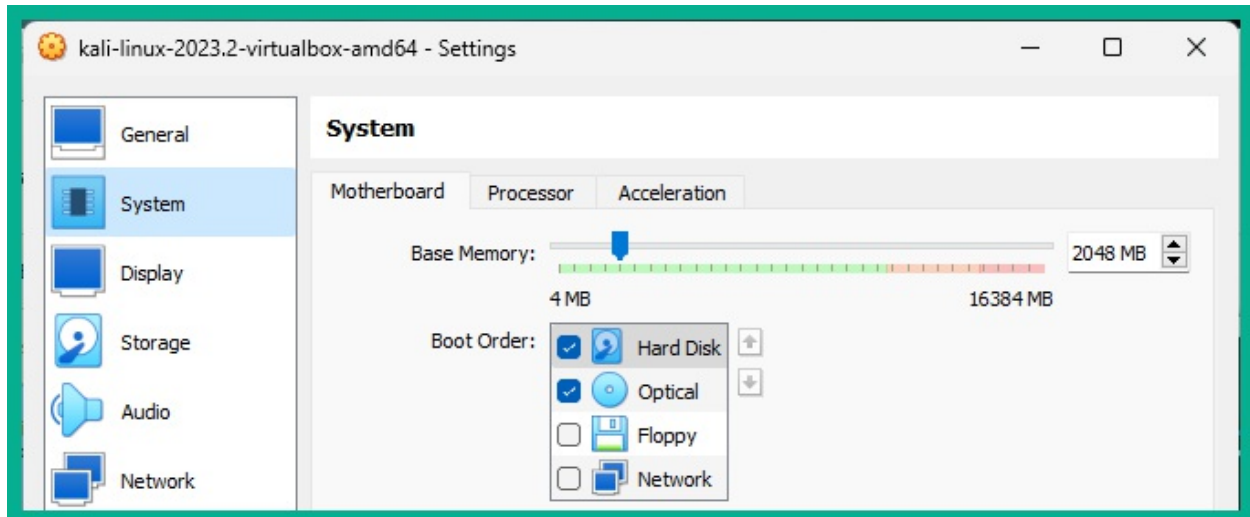 kali-linux-2023.2-virtualbox-amd64 - Settings
General
System
Display
Storage
Audio
Network
System
Motherboard Processor Acceleration
Base Memory: 2048 MB
4 MB 16384 MB
Boot Order: Hard Disk
Optical
Floppy
Network